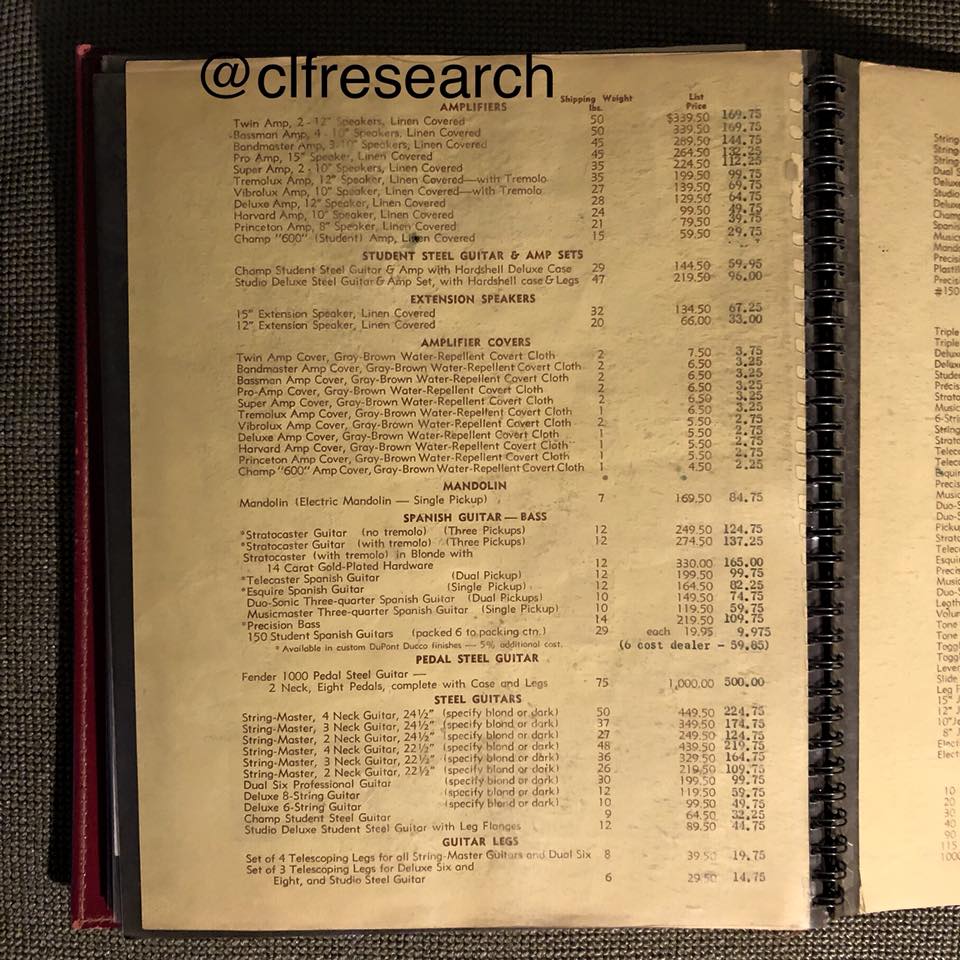 @clfresearch
AMPLIFIERS Shipping Weight lbs. List Price
Twin Amp, 2 - 12" Speakers, Linen Covered 50 $339.50 169.75
Bassman Amp, 4 - 10" Speakers, Linen Covered 50 339.50 169.75
Bandmaster Amp, 3-10" Speakers, Linen Covered 45 289.50 144.75
Pro Amp, 15" Speaker, Linen Covered 45 264.50 132.25
Super Amp, 2 - 10" Speakers, Linen Covered 35 224.50 112.25
Tremolux Amp, 12" Speaker, Linen Covered—with Tremolo 35 199.50 99.75
Vibrolux Amp, 10" Speaker, Linen Covered—with Tremolo 27 139.50 69.75
Deluxe Amp, 12" Speaker, Linen Covered 28 129.50 64.75
Harvard Amp, 10" Speaker, Linen Covered 24 99.50 49.75
Princeton Amp, 8" Speaker, Linen Covered 21 79.50 39.75
Champ "600" (Student) Amp, Linen Covered 15 59.50 29.75
STUDENT STEEL GUITAR & AMP SETS
Champ Student Steel Guitar & Amp with Hardshell Deluxe Case 29 144.50 59.95
Studio Deluxe Steel Guitar & Amp Set, with Hardshell case & Legs 47 219.50 96.00
EXTENSION SPEAKERS
15" Extension Speaker, Linen Covered 32 134.50 67.25
12" Extension Speaker, Linen Covered 20 66.00 33.00
AMPLIFIER COVERS
Twin Amp Cover, Gray-Brown Water-Repellent Covert Cloth 2 7.50 3.75
Bandmaster Amp Cover, Gray-Brown Water-Repellent Covert Cloth 2 6.50 3.25
Bassman Amp Cover, Gray-Brown Water-Repellent Covert Cloth 2 6.50 3.25
Pro-Amp Cover, Gray-Brown Water-Repellent Covert Cloth 2 6.50 3.25
Super Amp Cover, Gray-Brown Water-Repellent Covert Cloth 2 6.50 3.25
Tremolux Amp Cover, Gray-Brown Water-Repellent Covert Cloth 1 6.50 3.25
Vibrolux Amp Cover, Gray-Brown Water-Repellent Covert Cloth 2 5.50 2.75
Deluxe Amp Cover, Gray-Brown Water-Repellent Covert Cloth 1 5.50 2.75
Harvard Amp Cover, Gray-Brown Water-Repellent Covert Cloth 1 5.50 2.75
Princeton Amp Cover, Gray-Brown Water-Repellent Covert Cloth 1 5.50 2.75
Champ "600" Amp Cover, Gray-Brown Water-Repellent Covert Cloth 1 4.50 2.25
MANDOLIN
Mandolin (Electric Mandolin — Single Pickup) 7 169.50 84.75
SPANISH GUITAR — BASS
*Stratocaster Guitar (no tremolo) (Three Pickups) 12 249.50 124.75
*Stratocaster Guitar (with tremolo) (Three Pickups) 12 274.50 137.25
Stratocaster (with tremolo) in Blonde with
14 Carat Gold-Plated Hardware 12 330.00 165.00
*Telecaster Spanish Guitar (Dual Pickup) 12 199.50 99.75
*Esquire Spanish Guitar (Single Pickup) 12 164.50 82.25
Duo-Sonic Three-quarter Spanish Guitar (Dual Pickups) 10 149.50 74.75
Musicmaster Three-quarter Spanish Guitar (Single Pickup) 10 119.50 59.75
*Precision Bass 14 219.50 109.75
150 Student Spanish Guitars (packed 6 to packing ctn.) 29 each 19.95 9.975
* Available in custom DuPont Ducco finishes — 5% additional cost. (6 cost dealer - 59.85)
PEDAL STEEL GUITAR
Fender 1000 Pedal Steel Guitar —
2 Neck, Eight Pedals, complete with Case and Legs 75 1,000.00 500.00
STEEL GUITARS
String-Master, 4 Neck Guitar, 24½" (specify blond or dark) 50 449.50 224.75
String-Master, 3 Neck Guitar, 24½" (specify blond or dark) 37 349.50 174.75
String-Master, 2 Neck Guitar, 24½" (specify blond or dark) 27 249.50 124.75
String-Master, 4 Neck Guitar, 22½" (specify blond or dark) 48 439.50 219.75
String-Master, 3 Neck Guitar, 22½" (specify blond or dark) 36 329.50 164.75
String-Master, 2 Neck Guitar, 22½" (specify blond or dark) 26 219.50 109.75
Dual Six Professional Guitar (specify blond or dark) 30 199.50 99.75
Deluxe 8-String Guitar (specify blond or dark) 12 119.50 59.75
Deluxe 6-String Guitar (specify blond or dark) 10 99.50 49.75
Champ Student Steel Guitar 9 64.50 32.25
Studio Deluxe Student Steel Guitar with Leg Flanges 12 89.50 44.75
GUITAR LEGS
Set of 4 Telescoping Legs for all String-Master Guitars and Dual Six 8 39.50 19.75
Set of 3 Telescoping Legs for Deluxe Six and
Eight, and Studio Steel Guitar 6 29.50 14.75